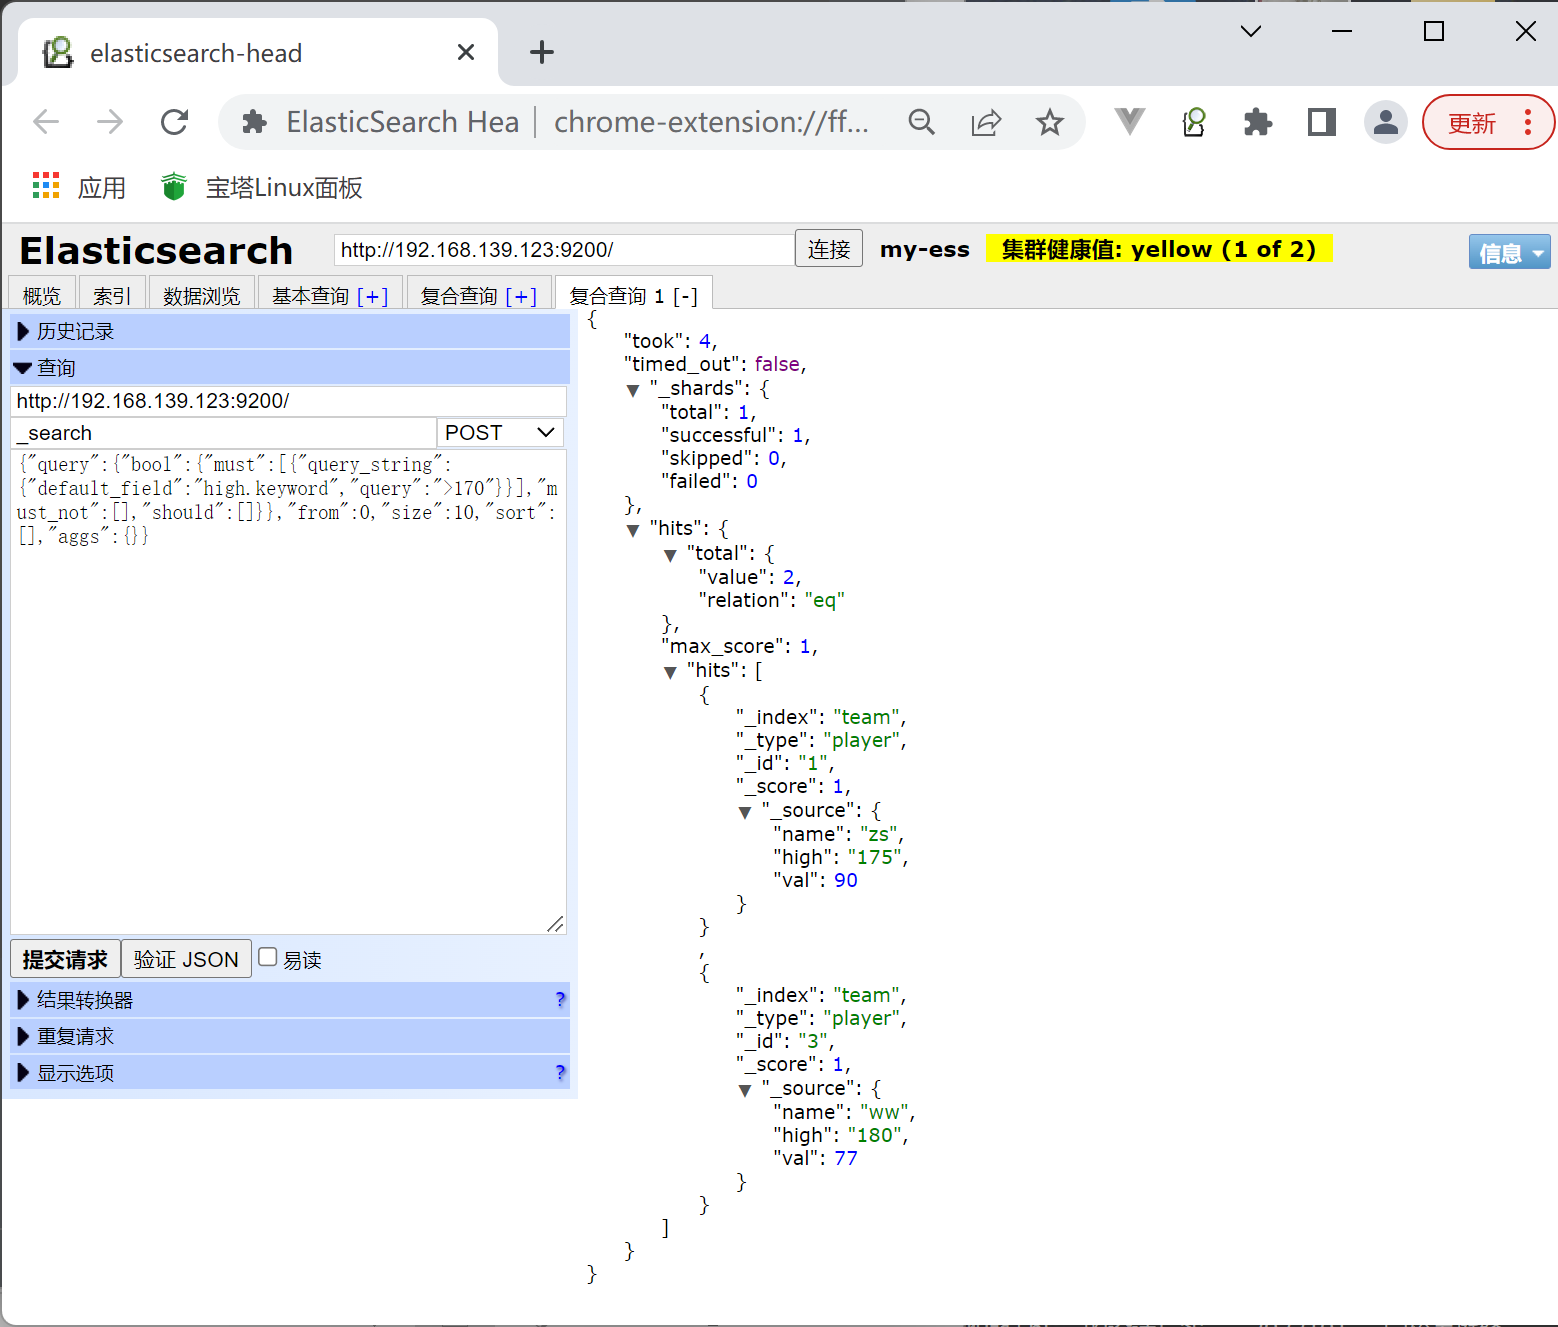 elasticsearch-head
ElasticSearch Hea | chrome-extension://ff...
更新
应用 宝塔Linux面板
Elasticsearch http://192.168.139.123:9200/ 连接 my-ess 集群健康值: yellow (1 of 2) 信息
概览 索引 数据浏览 基本查询 [+] 复合查询 [+] 复合查询 1 [-]
历史记录
查询
http://192.168.139.123:9200/
_search POST
{"query":{"bool":{"must":[{"query_string":
{"default_field":"high.keyword","query":">170"}}],"m
ust_not":[],"should":[]}},"from":0,"size":10,"sort":
[],"aggs":{}}
提交请求 验证 JSON 易读
结果转换器 ?
重复请求
显示选项 ?
{
"took": 4,
"timed_out": false,
▼ "_shards": {
"total": 1,
"successful": 1,
"skipped": 0,
"failed": 0
},
▼ "hits": {
▼ "total": {
"value": 2,
"relation": "eq"
},
"max_score": 1,
▼ "hits": [
{
"_index": "team",
"_type": "player",
"_id": "1",
"_score": 1,
▼ "_source": {
"name": "zs",
"high": "175",
"val": 90
}
}
,
{
"_index": "team",
"_type": "player",
"_id": "3",
"_score": 1,
▼ "_source": {
"name": "ww",
"high": "180",
"val": 77
}
}
]
}
}